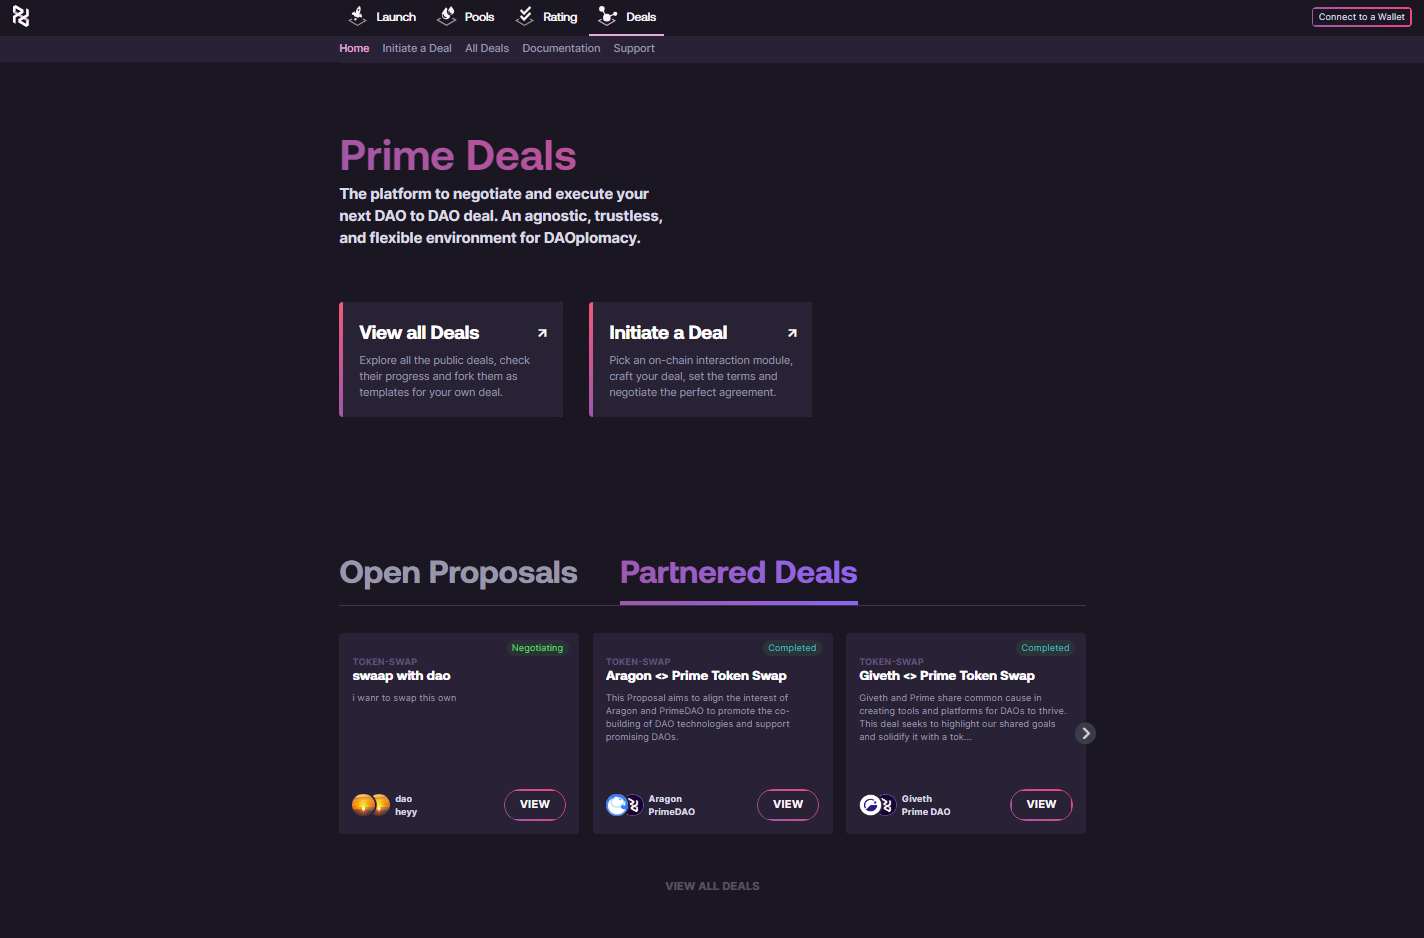 Launch Pools Rating Deals Connect to a Wallet
Home Initiate a Deal All Deals Documentation Support
Prime Deals
The platform to negotiate and execute your
next DAO to DAO deal. An agnostic, trustless,
and flexible environment for DAOplomacy.
View all Deals
Explore all the public deals, check
their progress and fork them as
templates for your own deal.
Initiate a Deal
Pick an on-chain interaction module,
craft your deal, set the terms and
negotiate the perfect agreement.
Open Proposals Partnered Deals
Negotiating
TOKEN-SWAP
swaap with dao
i wanr to swap this own
dao
heyy
VIEW
Completed
TOKEN-SWAP
Aragon <> Prime Token Swap
This Proposal aims to align the interest of
Aragon and PrimeDAO to promote the co-
building of DAO technologies and support
promising DAOs.
Aragon
PrimeDAO
VIEW
Completed
TOKEN-SWAP
Giveth <> Prime Token Swap
Giveth and Prime share common cause in
creating tools and platforms for DAOs to thrive.
This deal seeks to highlight our shared goals
and solidify it with a tok...
Giveth
Prime DAO
VIEW
VIEW ALL DEALS